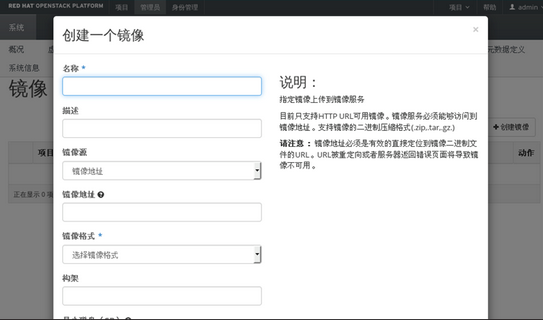 RED HAT OPENSTACK PLATFORM 项目 管理员 身份管理 项目 帮助 admin
系统
概况 元数据定义
系统信息
镜像
创建镜像
项目 动作
正在显示 0 项
创建一个镜像 ×
名称 *
描述
镜像源
镜像地址
镜像地址
镜像格式 *
选择镜像格式
构架
说明：
指定镜像上传到镜像服务
目前只支持HTTP URL可用镜像。镜像服务必须能够访问到
镜像地址。支持镜像的二进制压缩格式(.zip,.tar,.gz.)
请注意 ： 镜像地址必须是有效的直接定位到镜像二进制文
件的URL。URL被重定向或者服务器返回错误页面将导致镜
像不可用。